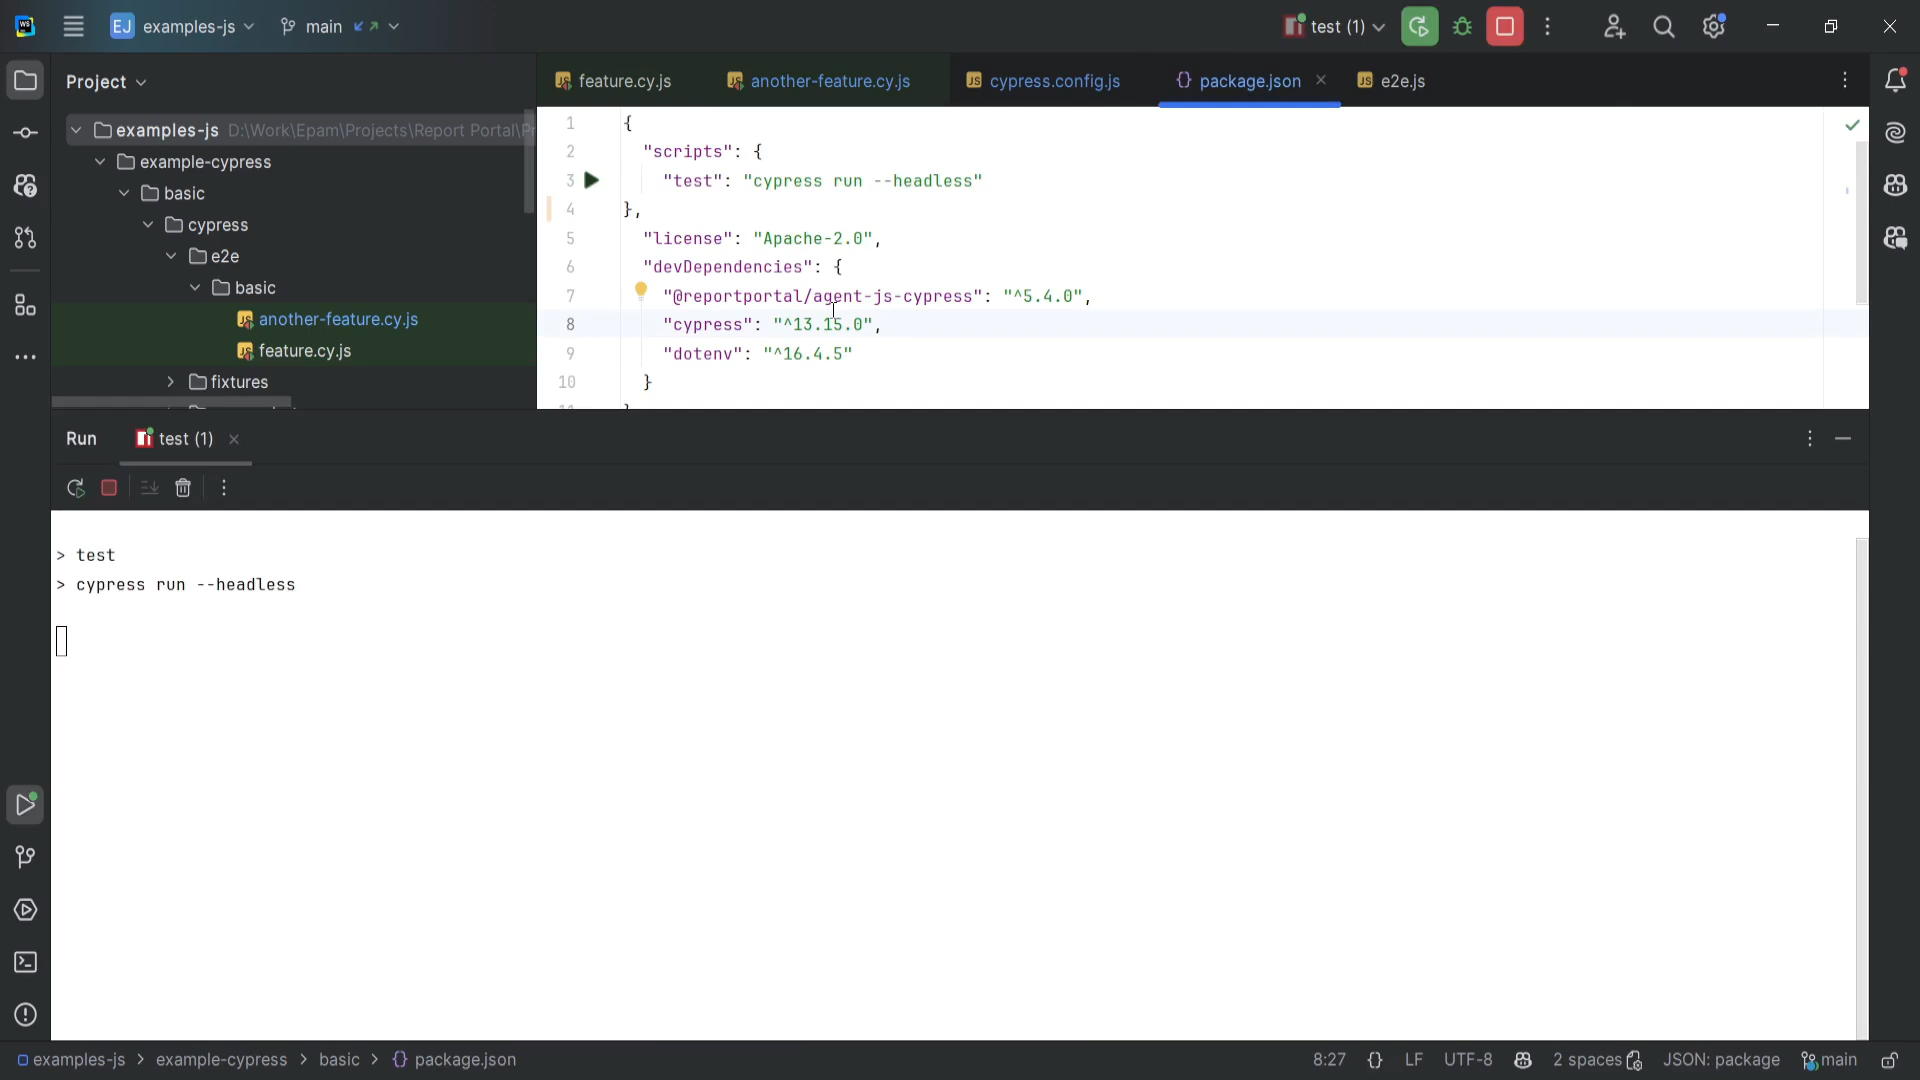 WS
EJ examples-js
main
test (1)
Project
feature.cy.js
another-feature.cy.js
cypress.config.js
package.json
e2e.js
examples-js D:\Work\Epam\Projects\Report Portal\
example-cypress
basic
cypress
e2e
basic
another-feature.cy.js
feature.cy.js
fixtures
1 {
2 "scripts": {
3 "test": "cypress run --headless"
4 },
5 "license": "Apache-2.0",
6 "devDependencies": {
7 "@reportportal/agent-js-cypress": "^5.4.0",
8 "cypress": "^13.15.0",
9 "dotenv": "^16.4.5"
10 }
Run
test (1)
> test
> cypress run --headless
examples-js > example-cypress > basic > {} package.json
8:27 {} LF UTF-8 2 spaces JSON: package main